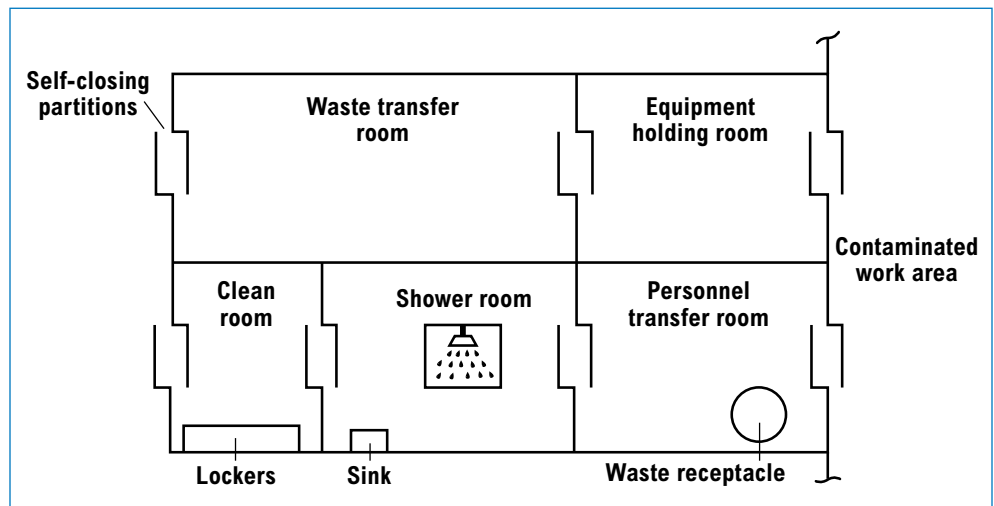 Self-closing
partitions
Waste transfer
room
Equipment
holding room
Contaminated
work area
Clean
room
Shower room
Personnel
transfer room
Lockers
Sink
Waste receptacle